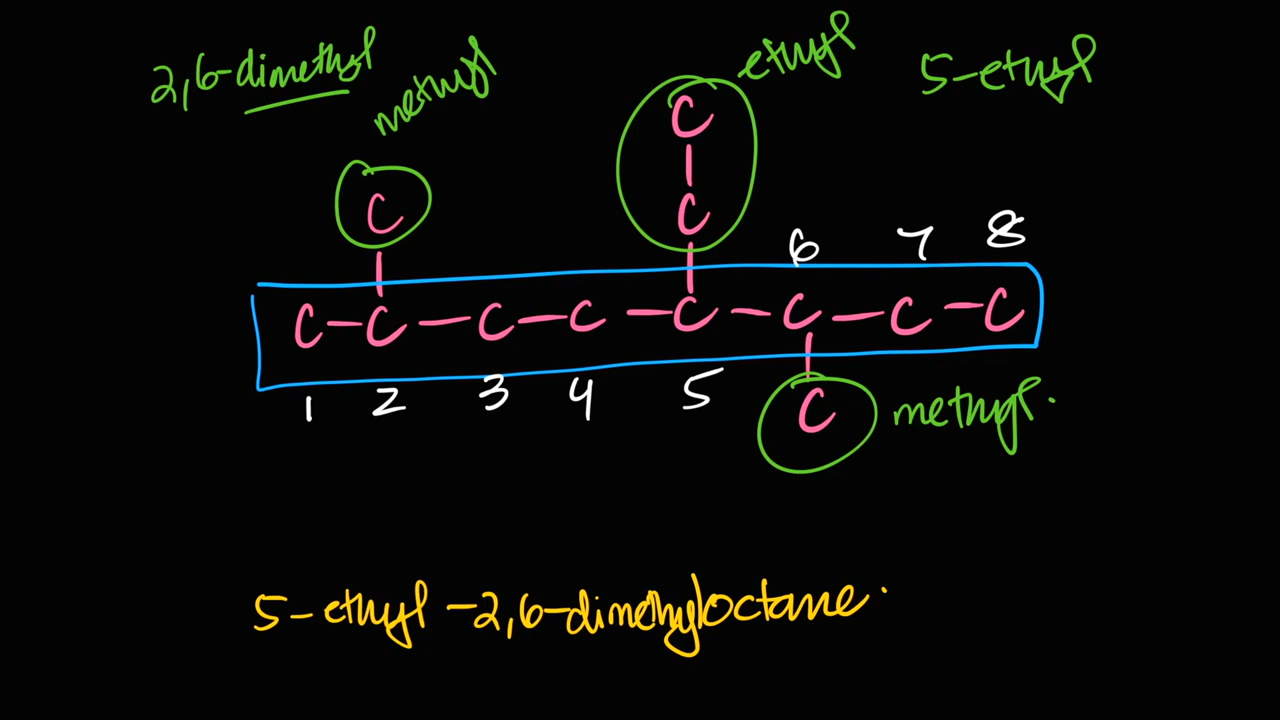 2,6-dimethyl
methyl
ethyl
5-ethyl
C
C
C
6 7 8
C-C-C-C-C-C-C-C
1 2 3 4 5
C
methyl.
5-ethyl-2,6-dimethyloctane.